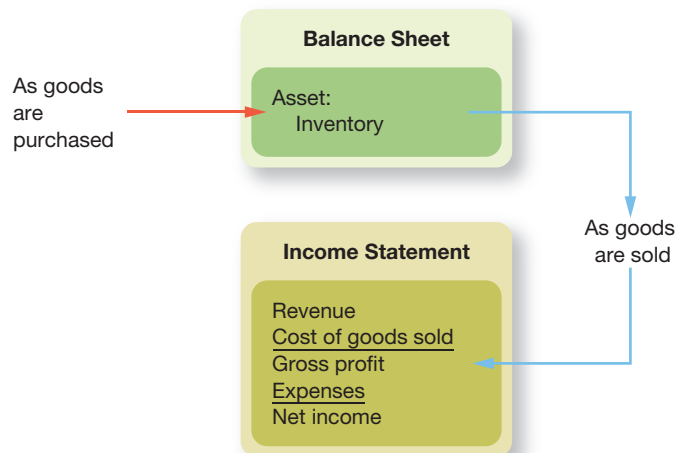 Balance Sheet
As goods
are
purchased
Asset:
Inventory
As goods
are sold
Income Statement
Revenue
Cost of goods sold
Gross profit
Expenses
Net income